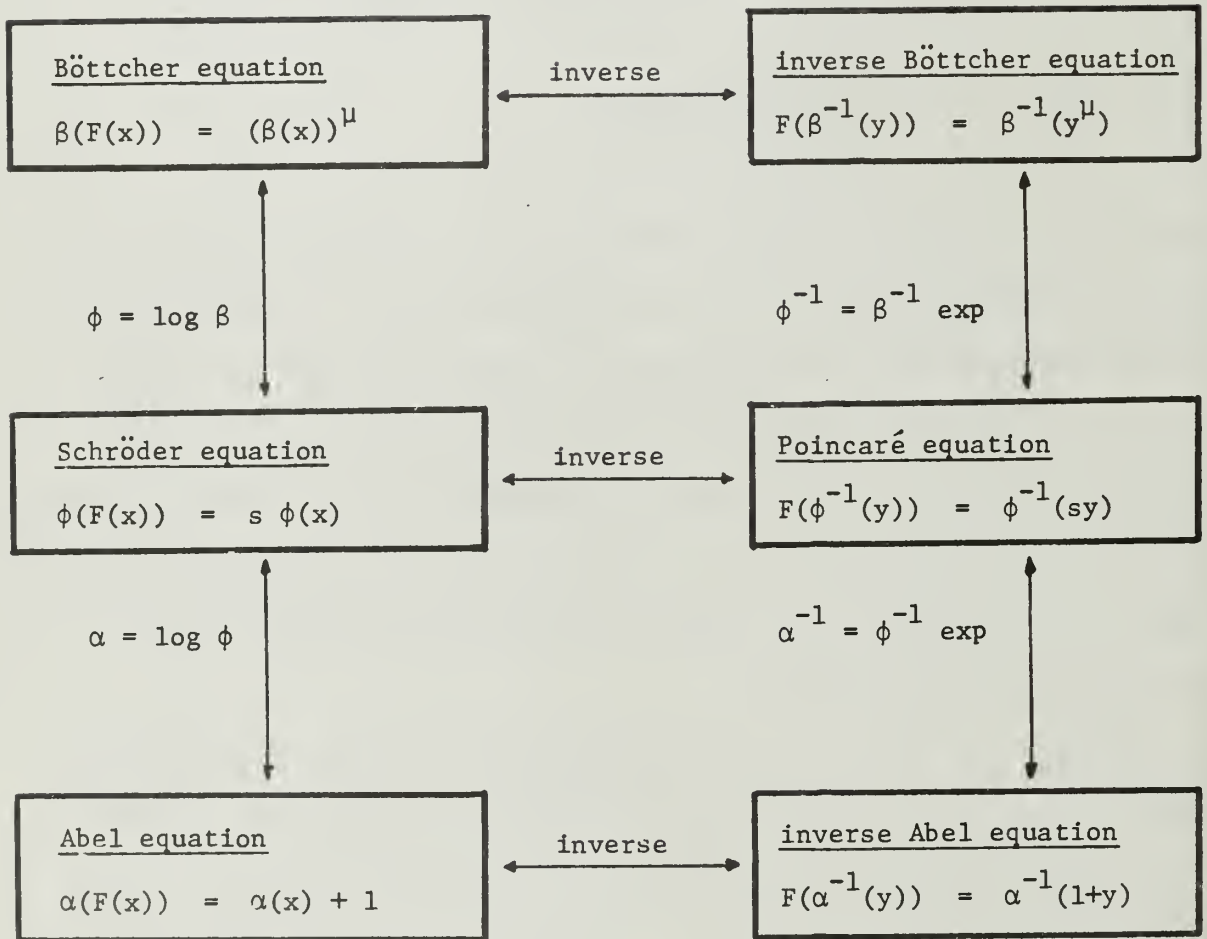 Böttcher equation
β(F(x)) = (β(x))^μ
inverse
inverse Böttcher equation
F(β^-1(y)) = β^-1(y^μ)
φ = log β
φ^-1 = β^-1 exp
Schröder equation
φ(F(x)) = s φ(x)
inverse
Poincaré equation
F(φ^-1(y)) = φ^-1(sy)
α = log φ
α^-1 = φ^-1 exp
Abel equation
α(F(x)) = α(x) + 1
inverse
inverse Abel equation
F(α^-1(y)) = α^-1(1+y)